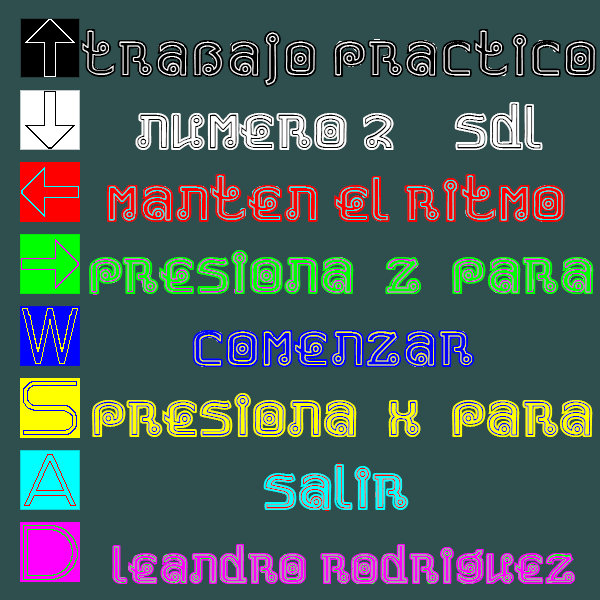 TRABAJO PRACTICO
NUMERO 2 SDL
MANTEN EL RITMO
PRESIONA Z PARA
W COMENZAR
S PRESIONA X PARA
A SALIR
D LEANDRO RODRIGUEZ